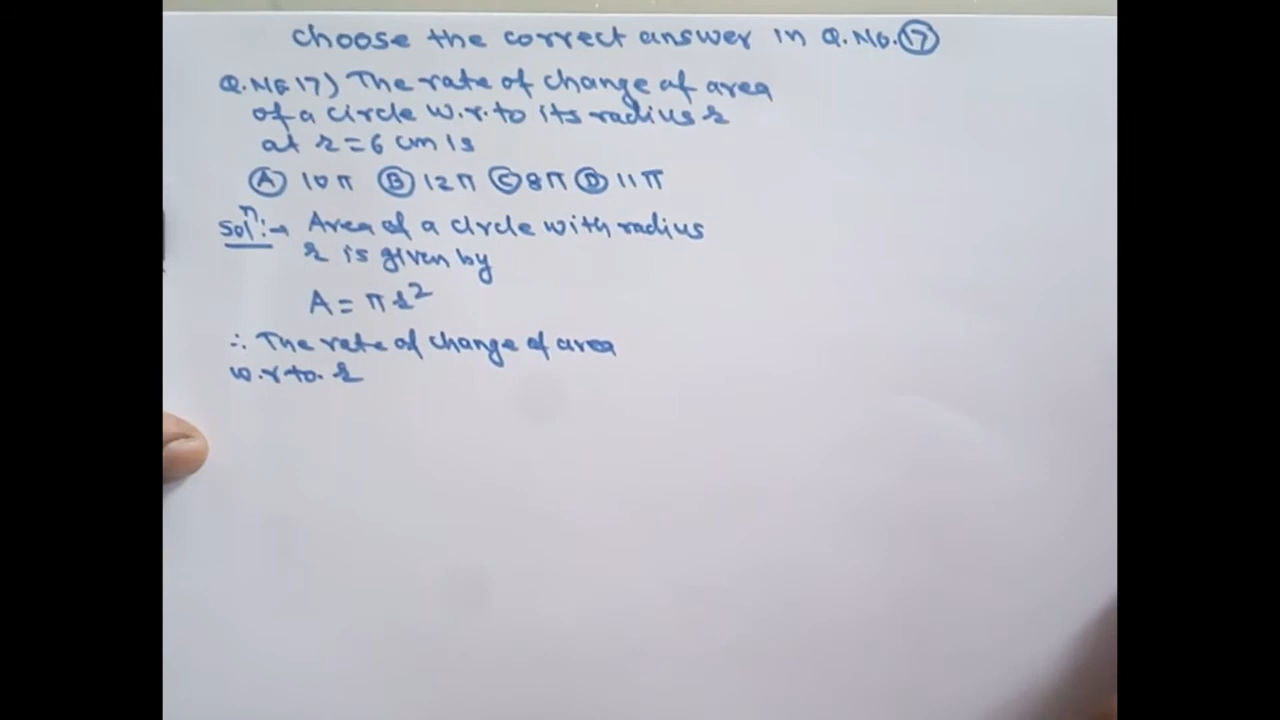 Choose the correct answer in Q.No. 17
Q.No 17) The rate of change of area
of a circle w.r.to its radius r
at r = 6 cm is
(A) 10π (B) 12π (C) 8π (D) 11π
Solⁿ:→ Area of a circle with radius
r is given by
A = πr²
∴ The rate of change of area
w.r.to. r